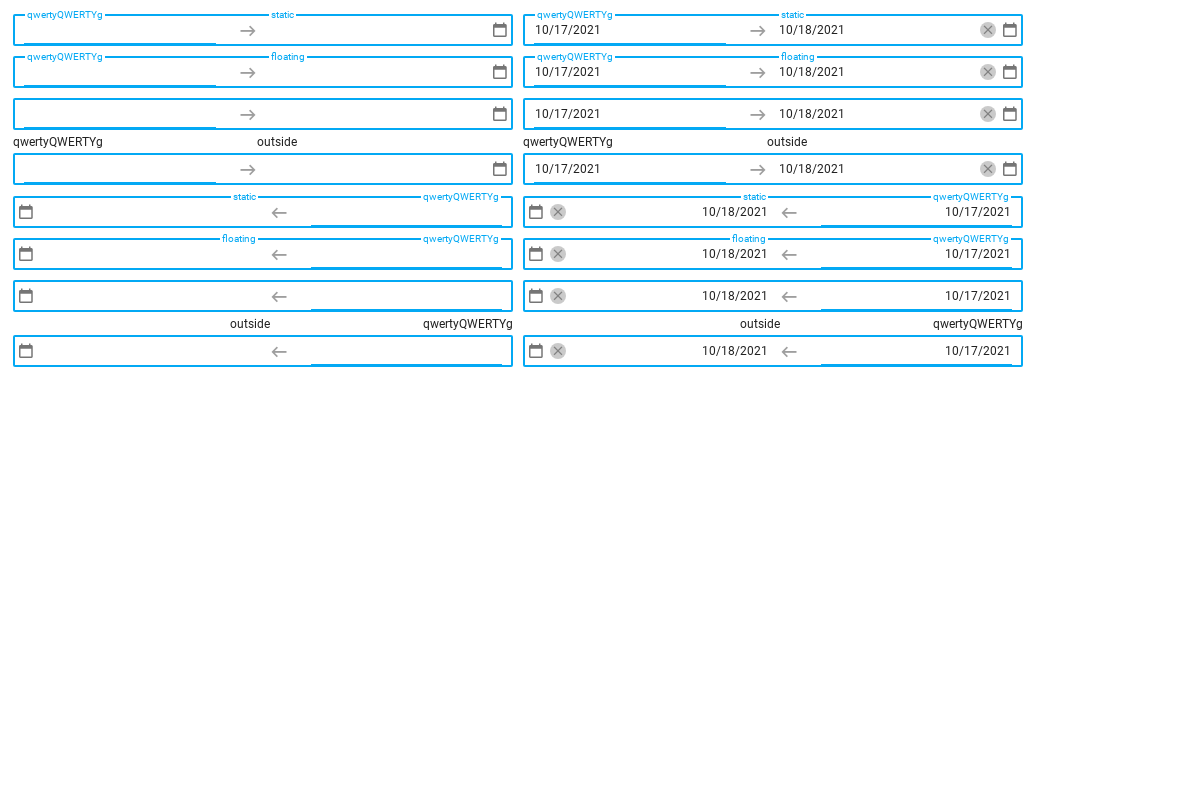 qwertyQWERTYg static qwertyQWERTYg static
10/17/2021 10/18/2021
qwertyQWERTYg floating qwertyQWERTYg floating
10/17/2021 10/18/2021
10/17/2021 10/18/2021
qwertyQWERTYg outside qwertyQWERTYg outside
10/17/2021 10/18/2021
static qwertyQWERTYg static qwertyQWERTYg
10/18/2021 10/17/2021
floating qwertyQWERTYg floating qwertyQWERTYg
10/18/2021 10/17/2021
10/18/2021 10/17/2021
outside qwertyQWERTYg outside qwertyQWERTYg
10/18/2021 10/17/2021